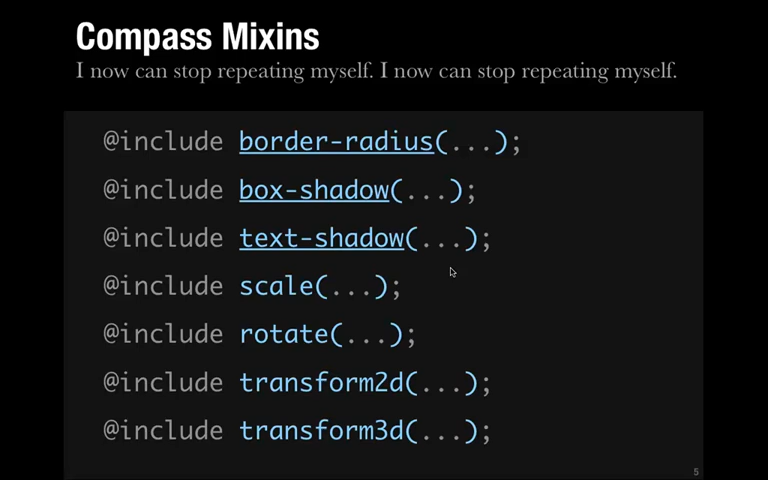 Compass Mixins
I now can stop repeating myself. I now can stop repeating myself.
@include border-radius(...);
@include box-shadow(...);
@include text-shadow(...);
@include scale(...);
@include rotate(...);
@include transform2d(...);
@include transform3d(...);
5